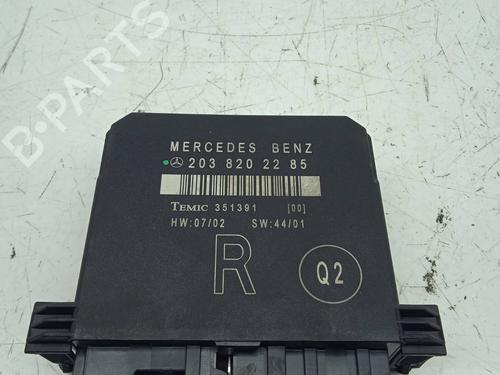 B-PARTS
MERCEDES BENZ
203 820 22 85
TEMIC 351391 [00]
HW:07/02 SW:44/01
R
Q2